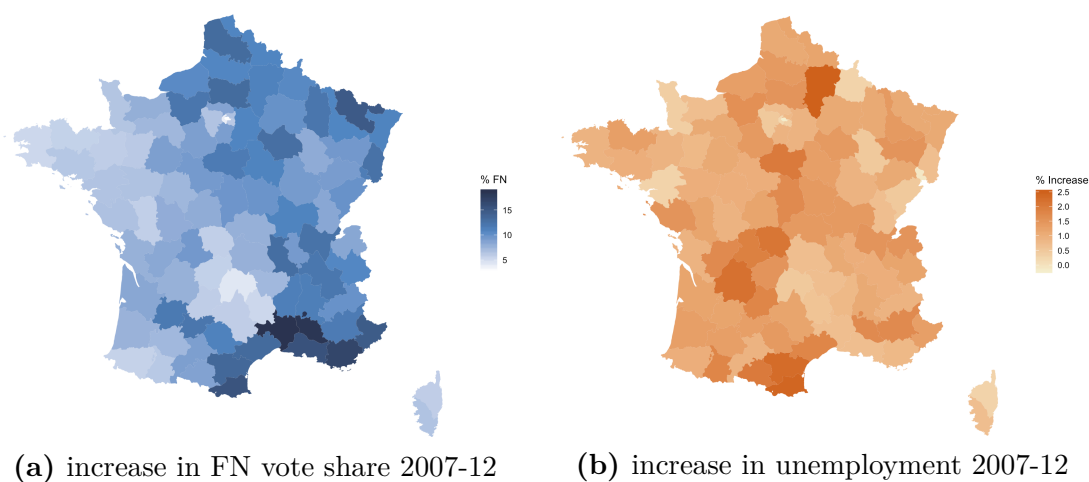 % FN
15
10
5
% Increase
2.5
2.0
1.5
1.0
0.5
0.0
(a) increase in FN vote share 2007-12
(b) increase in unemployment 2007-12